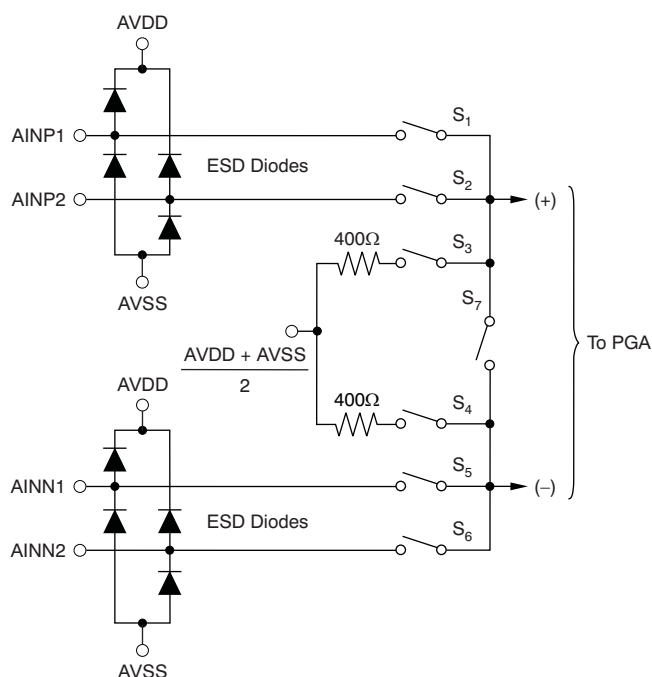 AVDD
AINP1
S1
ESD Diodes
AINP2
S2
(+)
400Ω
S3
AVSS
S7
AVDD + AVSS
2
To PGA
AVDD
400Ω
S4
AINN1
S5
(−)
ESD Diodes
AINN2
S6
AVSS